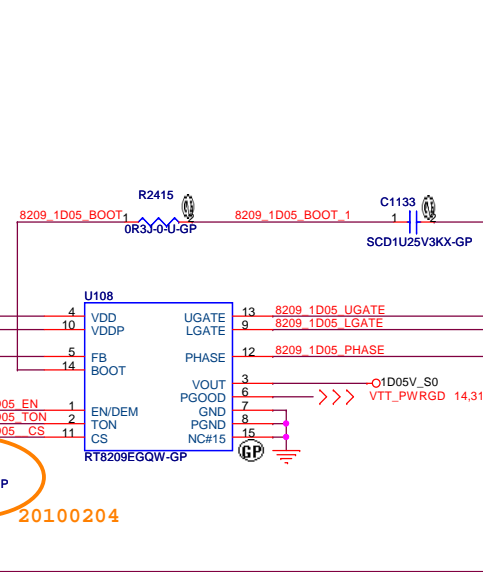 R2415
C1133
8209_1D05_BOOT 1
8209_1D05_BOOT_1
1
0R3J-0-U-GP
SCD1U25V3KX-GP
U108
4 VDD
10 VDDP
5 FB
14 BOOT
1 EN/DEM
2 TON
11 CS
UGATE 13 8209_1D05_UGATE
LGATE 9 8209_1D05_LGATE
PHASE 12 8209_1D05_PHASE
VOUT 3 1D05V_S0
PGOOD 6 VTT_PWRGD 14,31
GND 7
PGND 8
NC#15 15
05_EN
05_TON
05_CS
RT8209EGQW-GP
GP
P
20100204